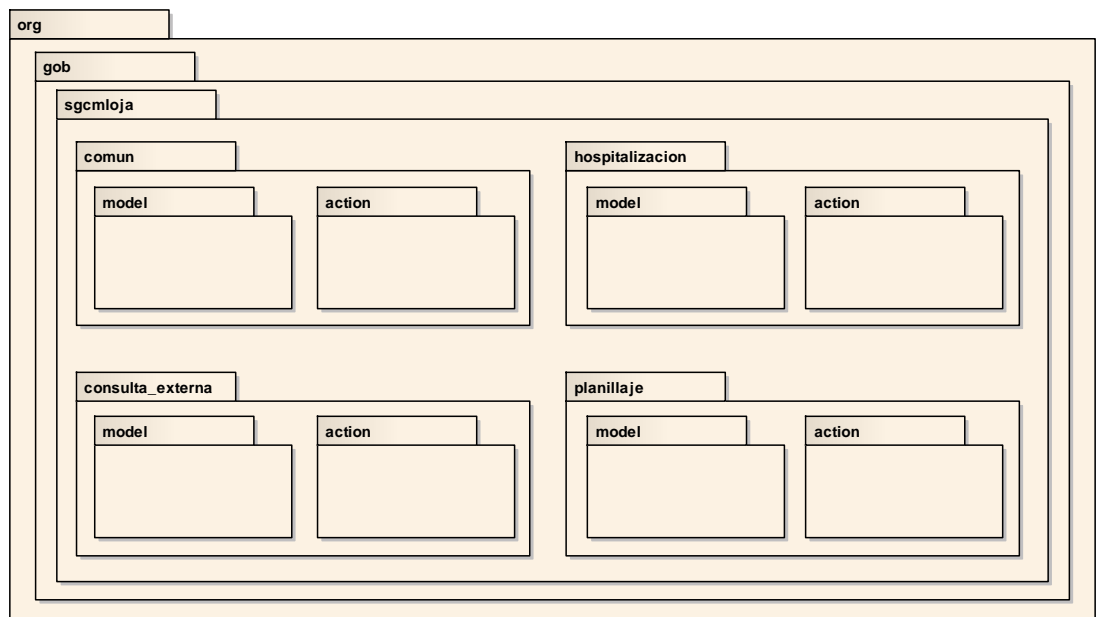 org
gob
sgcmloja
comun
model
action
hospitalizacion
model
action
consulta_externa
model
action
planillaje
model
action